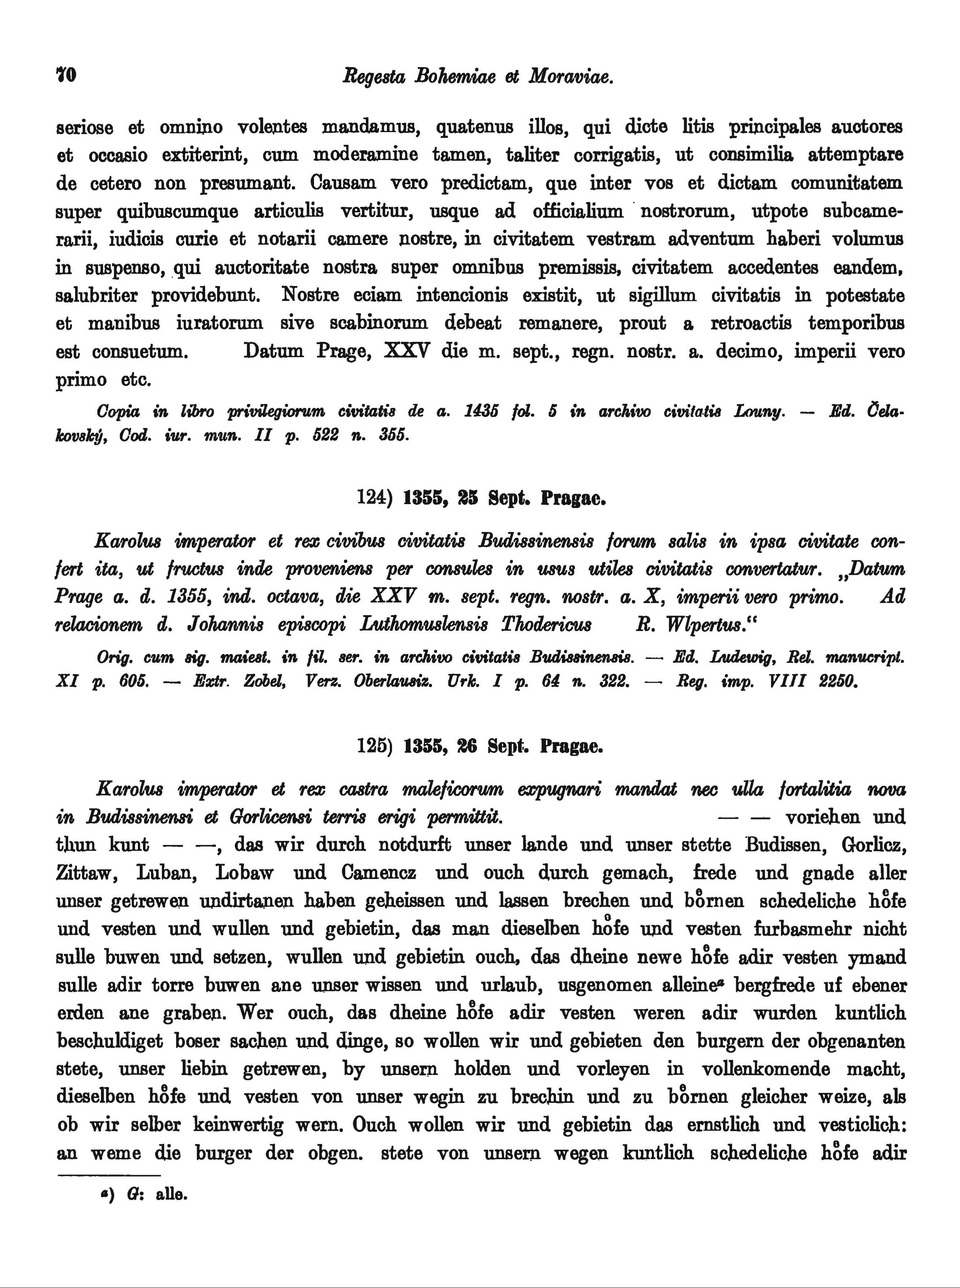 70 Regesta Bohemiae et Moraviae.
seriose et omnino volentes mandamus, quatenus illos, qui dicte litis principales auctores
et occasio extiterint, cum moderamine tamen, taliter corrigatis, ut consimilia attemptare
de cetero non presumant. Causam vero predictam, que inter vos et dictam comunitatem
super quibuscumque articulis vertitur, usque ad officialium nostrorum, utpote subcame-
rarii, iudicis curie et notarii camere nostre, in civitatem vestram adventum haberi volumus
in suspenso, qui auctoritate nostra super omnibus premissis, civitatem accedentes eandem,
salubriter providebunt. Nostre eciam intencionis existit, ut sigillum civitatis in potestate
et manibus iuratorum sive scabinorum debeat remanere, prout a retroactis temporibus
est consuetum. Datum Prage, XXV die m. sept., regn. nostr. a. decimo, imperii vero
primo etc.
Copia in libro privilegiorum civitatis de a. 1435 fol. 5 in archivo civitatis Louny. — Ed. Čela-
kovský, Cod. iur. mun. II p. 522 n. 355.
124) 1355, 25 Sept. Pragae.
Karolus imperator et rex civibus civitatis Budissinensis forum salis in ipsa civitate con-
fert ita, ut fructus inde proveniens per consules in usus utiles civitatis convertatur. „Datum
Prage a. d. 1355, ind. octava, die XXV m. sept. regn. nostr. a. X, imperii vero primo. Ad
relacionem d. Johannis episcopi Luthomuslensis Thodericus R. Wlpertus.“
Orig. cum sig. maiest. in fil. ser. in archivo civitatis Budissinensis. — Ed. Ludewig, Rel. manucript.
XI p. 605. — Extr. Zobel, Verz. Oberlausiz. Urk. I p. 64 n. 322. — Reg. imp. VIII 2250.
125) 1355, 26 Sept. Pragae.
Karolus imperator et rex castra maleficorum expugnari mandat nec ulla fortalitia nova
in Budissinensi et Gorlicensi terris erigi permittit. — — voriehen und
thun kunt — —, das wir durch notdurft unser lande und unser stette Budissen, Gorlicz,
Zittaw, Luban, Lobaw und Camencz und ouch durch gemach, frede und gnade aller
unser getrewen undirtanen haben geheissen und lassen brechen und bo̊rnen schedeliche ho̊fe
und vesten und wullen und gebietin, das man dieselben ho̊fe und vesten furbasmehr nicht
sulle buwen und setzen, wullen und gebietin ouch, das dheine newe ho̊fe adir vesten ymand
sulle adir torre buwen ane unser wissen und urlaub, usgenomen alleineᵃ bergfrede uf ebener
erden ane graben. Wer ouch, das dheine ho̊fe adir vesten weren adir wurden kuntlich
beschuldiget boser sachen und dinge, so wollen wir und gebieten den burgern der obgenanten
stete, unser liebin getrewen, by unsern holden und vorleyen in vollenkomende macht,
dieselben ho̊fe und vesten von unser wegin zu brechin und zu bo̊rnen gleicher weize, als
ob wir selber keinwertig wern. Ouch wollen wir und gebietin das ernstlich und vesticlich:
an weme die burger der obgen. stete von unsern wegen kuntlich schedeliche ho̊fe adir
ᵃ) G: alle.